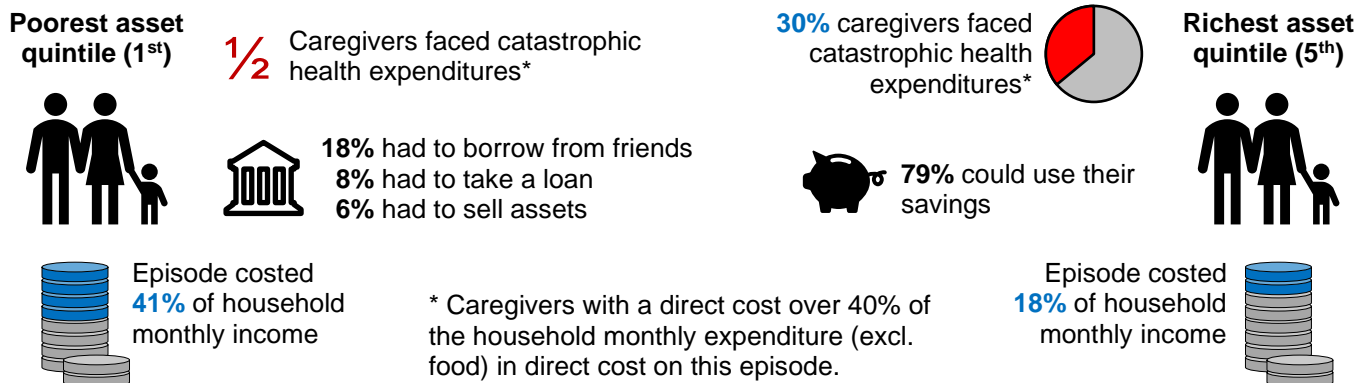 Poorest asset
quintile (1st)
½ Caregivers faced catastrophic
health expenditures*
18% had to borrow from friends
8% had to take a loan
6% had to sell assets
Episode costed
41% of household
monthly income
30% caregivers faced
catastrophic health
expenditures*
Richest asset
quintile (5th)
79% could use their
savings
Episode costed
18% of household
monthly income
* Caregivers with a direct cost over 40% of
the household monthly expenditure (excl.
food) in direct cost on this episode.